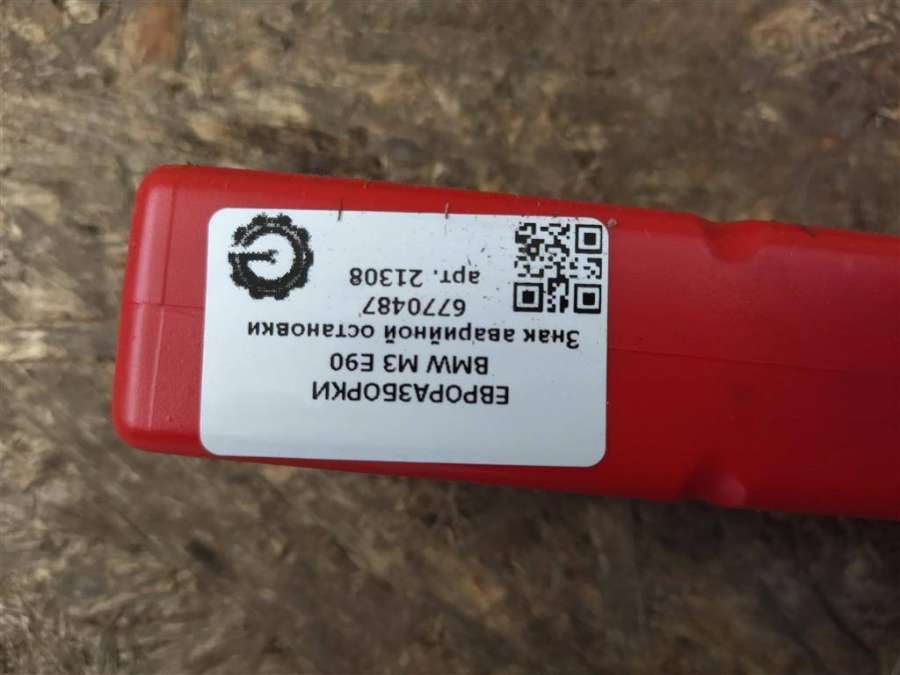 ЕВРОРАЗБОРКИ
BMW M3 E90
Знак аварийной остановки
6770487
арт. 21308